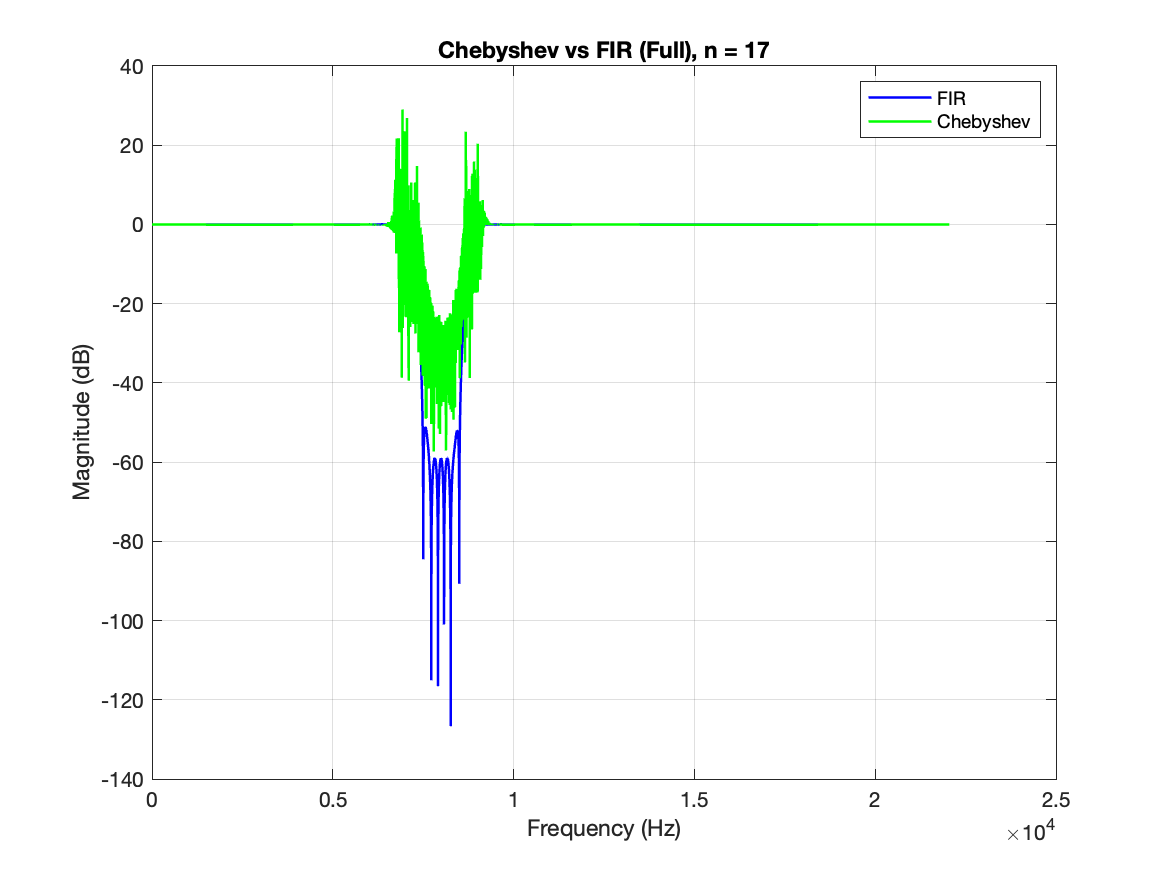 Chebyshev vs FIR (Full), n = 17
40
20
0
-20
-40
-60
-80
-100
-120
-140
Magnitude (dB)
FIR
Chebyshev
0 0.5 1 1.5 2 2.5
Frequency (Hz)
×10⁴